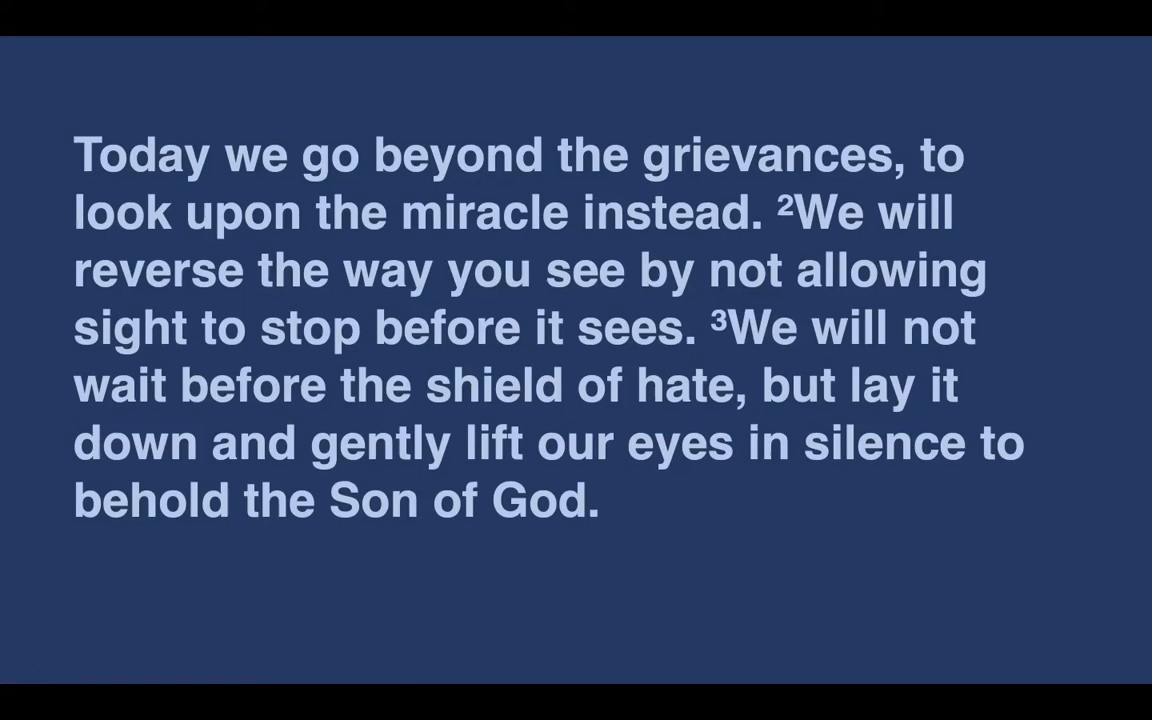 Today we go beyond the grievances, to
look upon the miracle instead. ²We will
reverse the way you see by not allowing
sight to stop before it sees. ³We will not
wait before the shield of hate, but lay it
down and gently lift our eyes in silence to
behold the Son of God.